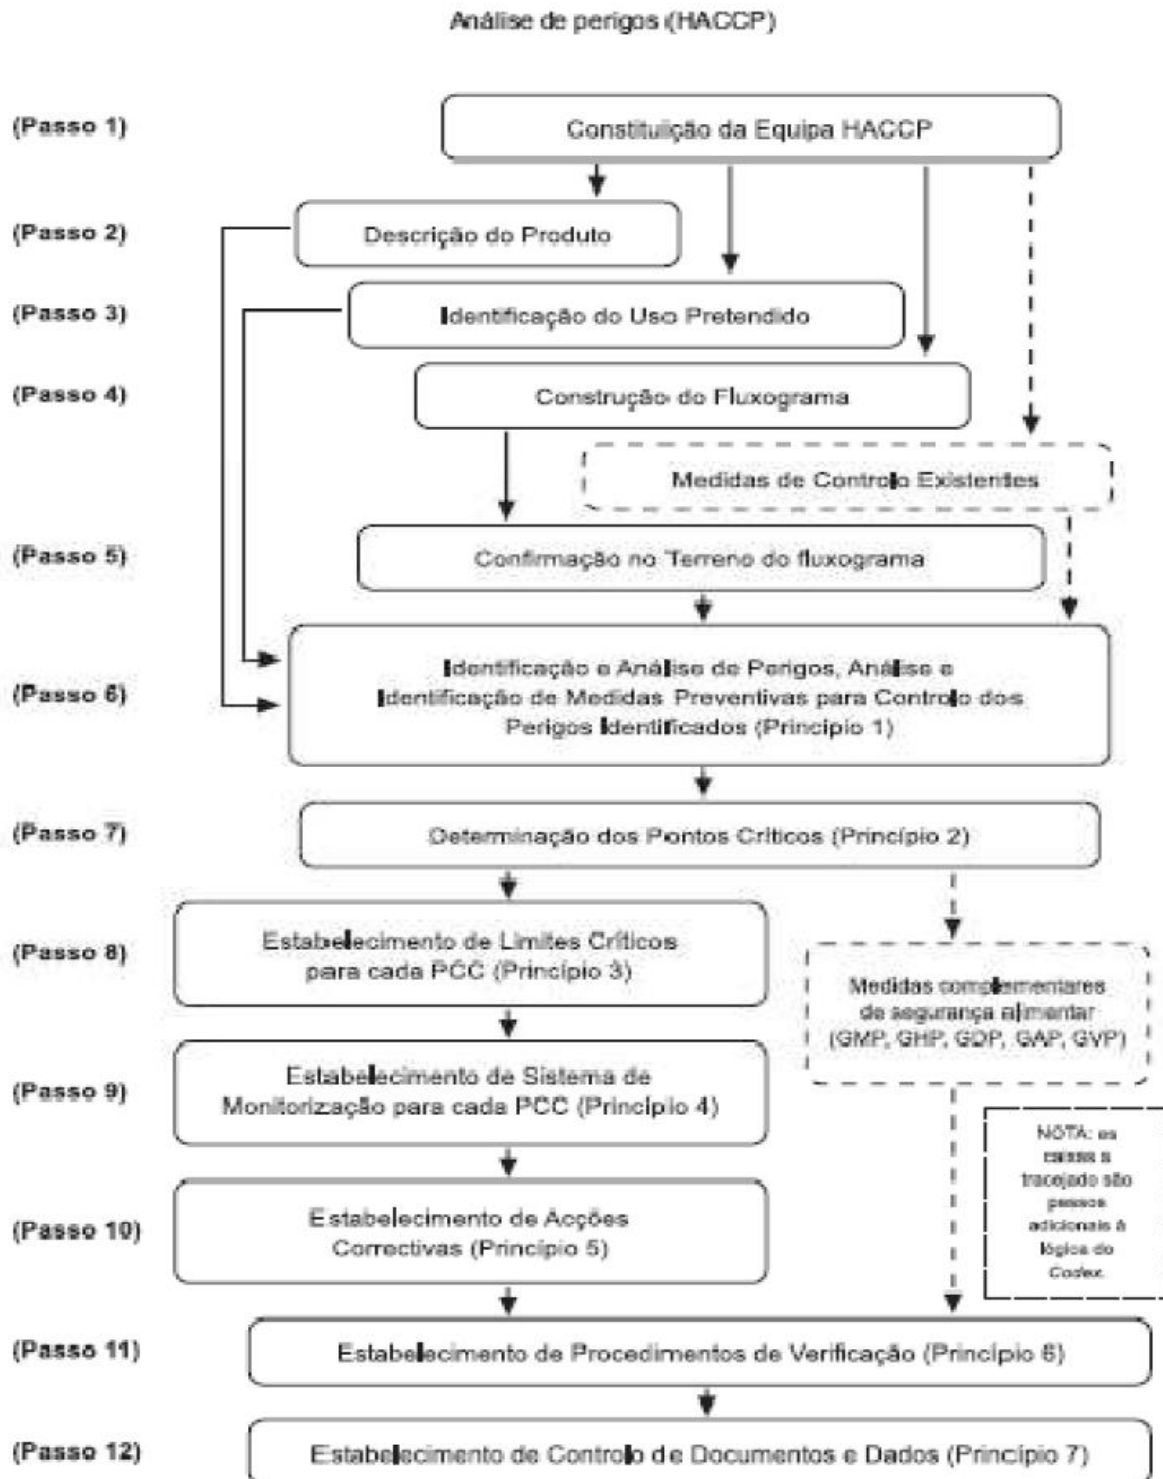 Análise de perigos (HACCP)
(Passo 1)
Constituição da Equipa HACCP
(Passo 2)
Descrição do Produto
(Passo 3)
Identificação do Uso Pretendido
(Passo 4)
Construção do Fluxograma
Medidas de Controlo Existentes
(Passo 5)
Confirmação no Terreno do fluxograma
(Passo 6)
Identificação e Análise de Perigos, Análise e
Identificação de Medidas Preventivas para Controlo dos
Perigos Identificados (Princípio 1)
(Passo 7)
Determinação dos Pontos Críticos (Princípio 2)
(Passo 8)
Estabelecimento de Limites Críticos
para cada PCC (Princípio 3)
Medidas complementares
de segurança alimentar
(GMP, GHP, GDP, GAP, GVP)
(Passo 9)
Estabelecimento de Sistema de
Monitorização para cada PCC (Princípio 4)
NOTA: as
caixas a
tracejado são
passos
adicionais à
lógica do
Codex.
(Passo 10)
Estabelecimento de Acções
Correctivas (Princípio 5)
(Passo 11)
Estabelecimento de Procedimentos de Verificação (Princípio 6)
(Passo 12)
Estabelecimento de Controlo de Documentos e Dados (Princípio 7)